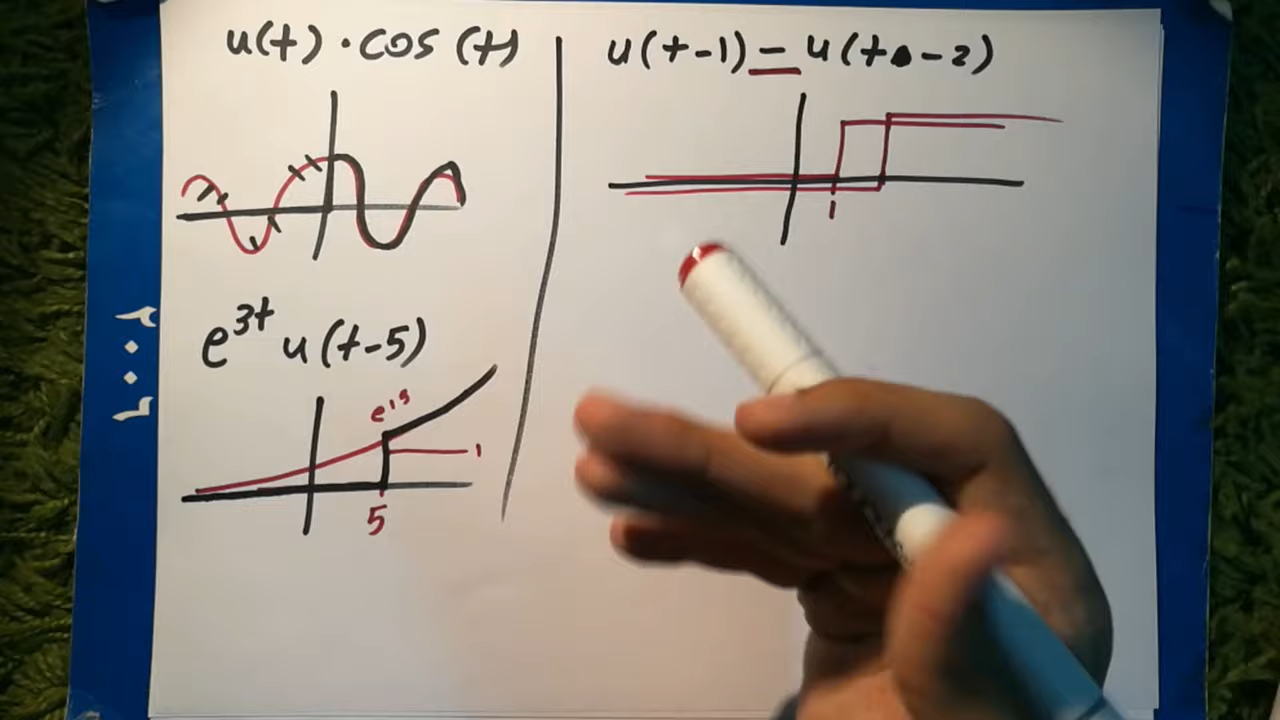 u(t) · cos(t)
e^3t u(t-5)
e^15
1
5
u(t-1) - u(t-2)
1